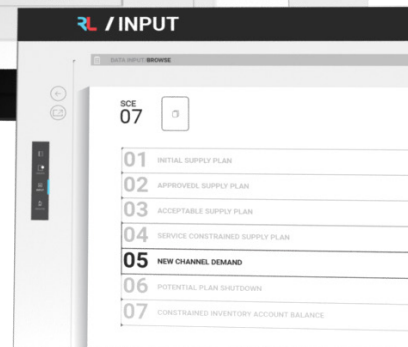 RL / INPUT
DATA INPUT: BROWSE
SCE
07
01 INITIAL SUPPLY PLAN
02 APPROVEDL SUPPLY PLAN
03 ACCEPTABLE SUPPLY PLAN
04 SERVICE CONSTRAINED SUPPLY PLAN
05 NEW CHANNEL DEMAND
06 POTENTIAL PLAN SHUTDOWN
07 CONSTRAINED INVENTORY ACCOUNT BALANCE